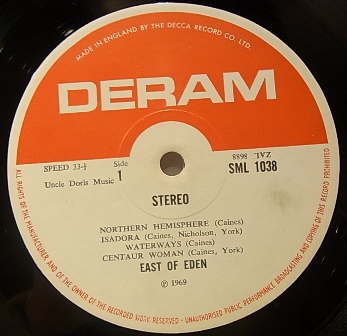 MADE IN ENGLAND BY THE DECCA RECORD CO. LTD.
DERAM
SPEED 33⅓
Side
1
Uncle Doris Music
ZAL 8868
SML 1038
STEREO
NORTHERN HEMISPHERE (Caines)
ISADORA (Caines, Nicholson, York)
WATERWAYS (Caines)
CENTAUR WOMAN (Caines, York)
EAST OF EDEN
Ⓟ 1969
ALL RIGHTS OF THE MANUFACTURER AND OF THE OWNER OF THE RECORDED WORK RESERVED · UNAUTHORISED PUBLIC PERFORMANCE BROADCASTING AND COPYING OF THIS RECORD PROHIBITED